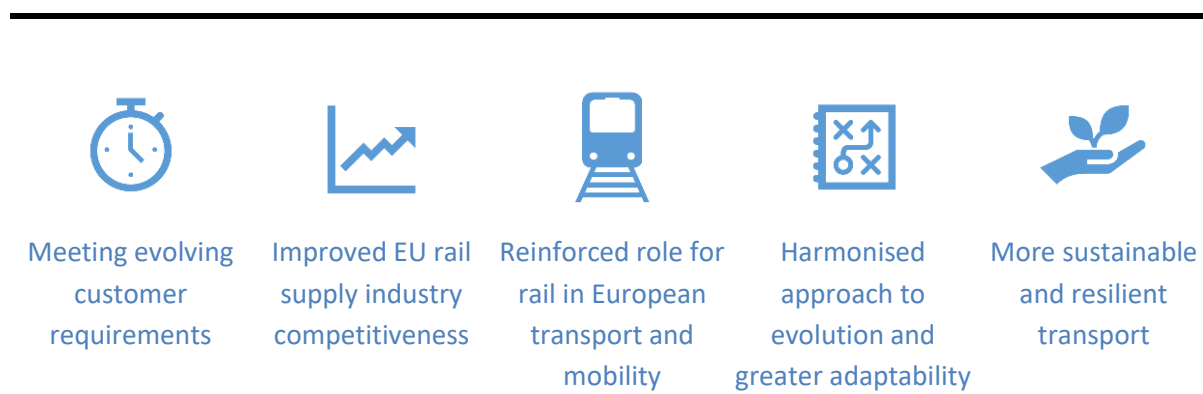 Meeting evolving
customer
requirements
Improved EU rail
supply industry
competitiveness
Reinforced role for
rail in European
transport and
mobility
Harmonised
approach to
evolution and
greater adaptability
More sustainable
and resilient
transport